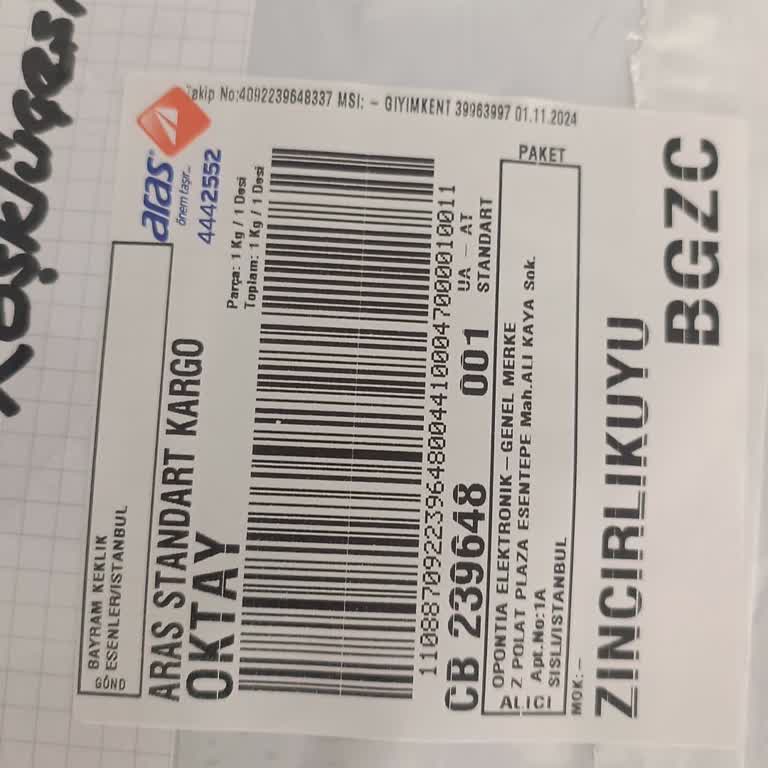 Takip No:4092239648337 MSI: - GIYIMKENT 39963997 01.11.2024
aras
önem taşır...
4442552
BAYRAM KEKLIK
GÖND ESENLER/ISTANBUL
Parça: 1 Kg / 1 Desi
Toplam: 1 Kg / 1 Desi
ARAS STANDART KARGO
OKTAY
1108870922396480044100047000010011
CB 239648 001
UA - AT
STANDART
PAKET
ALICI
OPONTIA ELEKTRONIK - GENEL MERKE
Z POLAT PLAZA ESENTEPE Mah.ALI KAYA Sok.
Apt.No:1A
SISLI/ISTANBUL
MOK: -
ZINCIRLIKUYU
BGZC